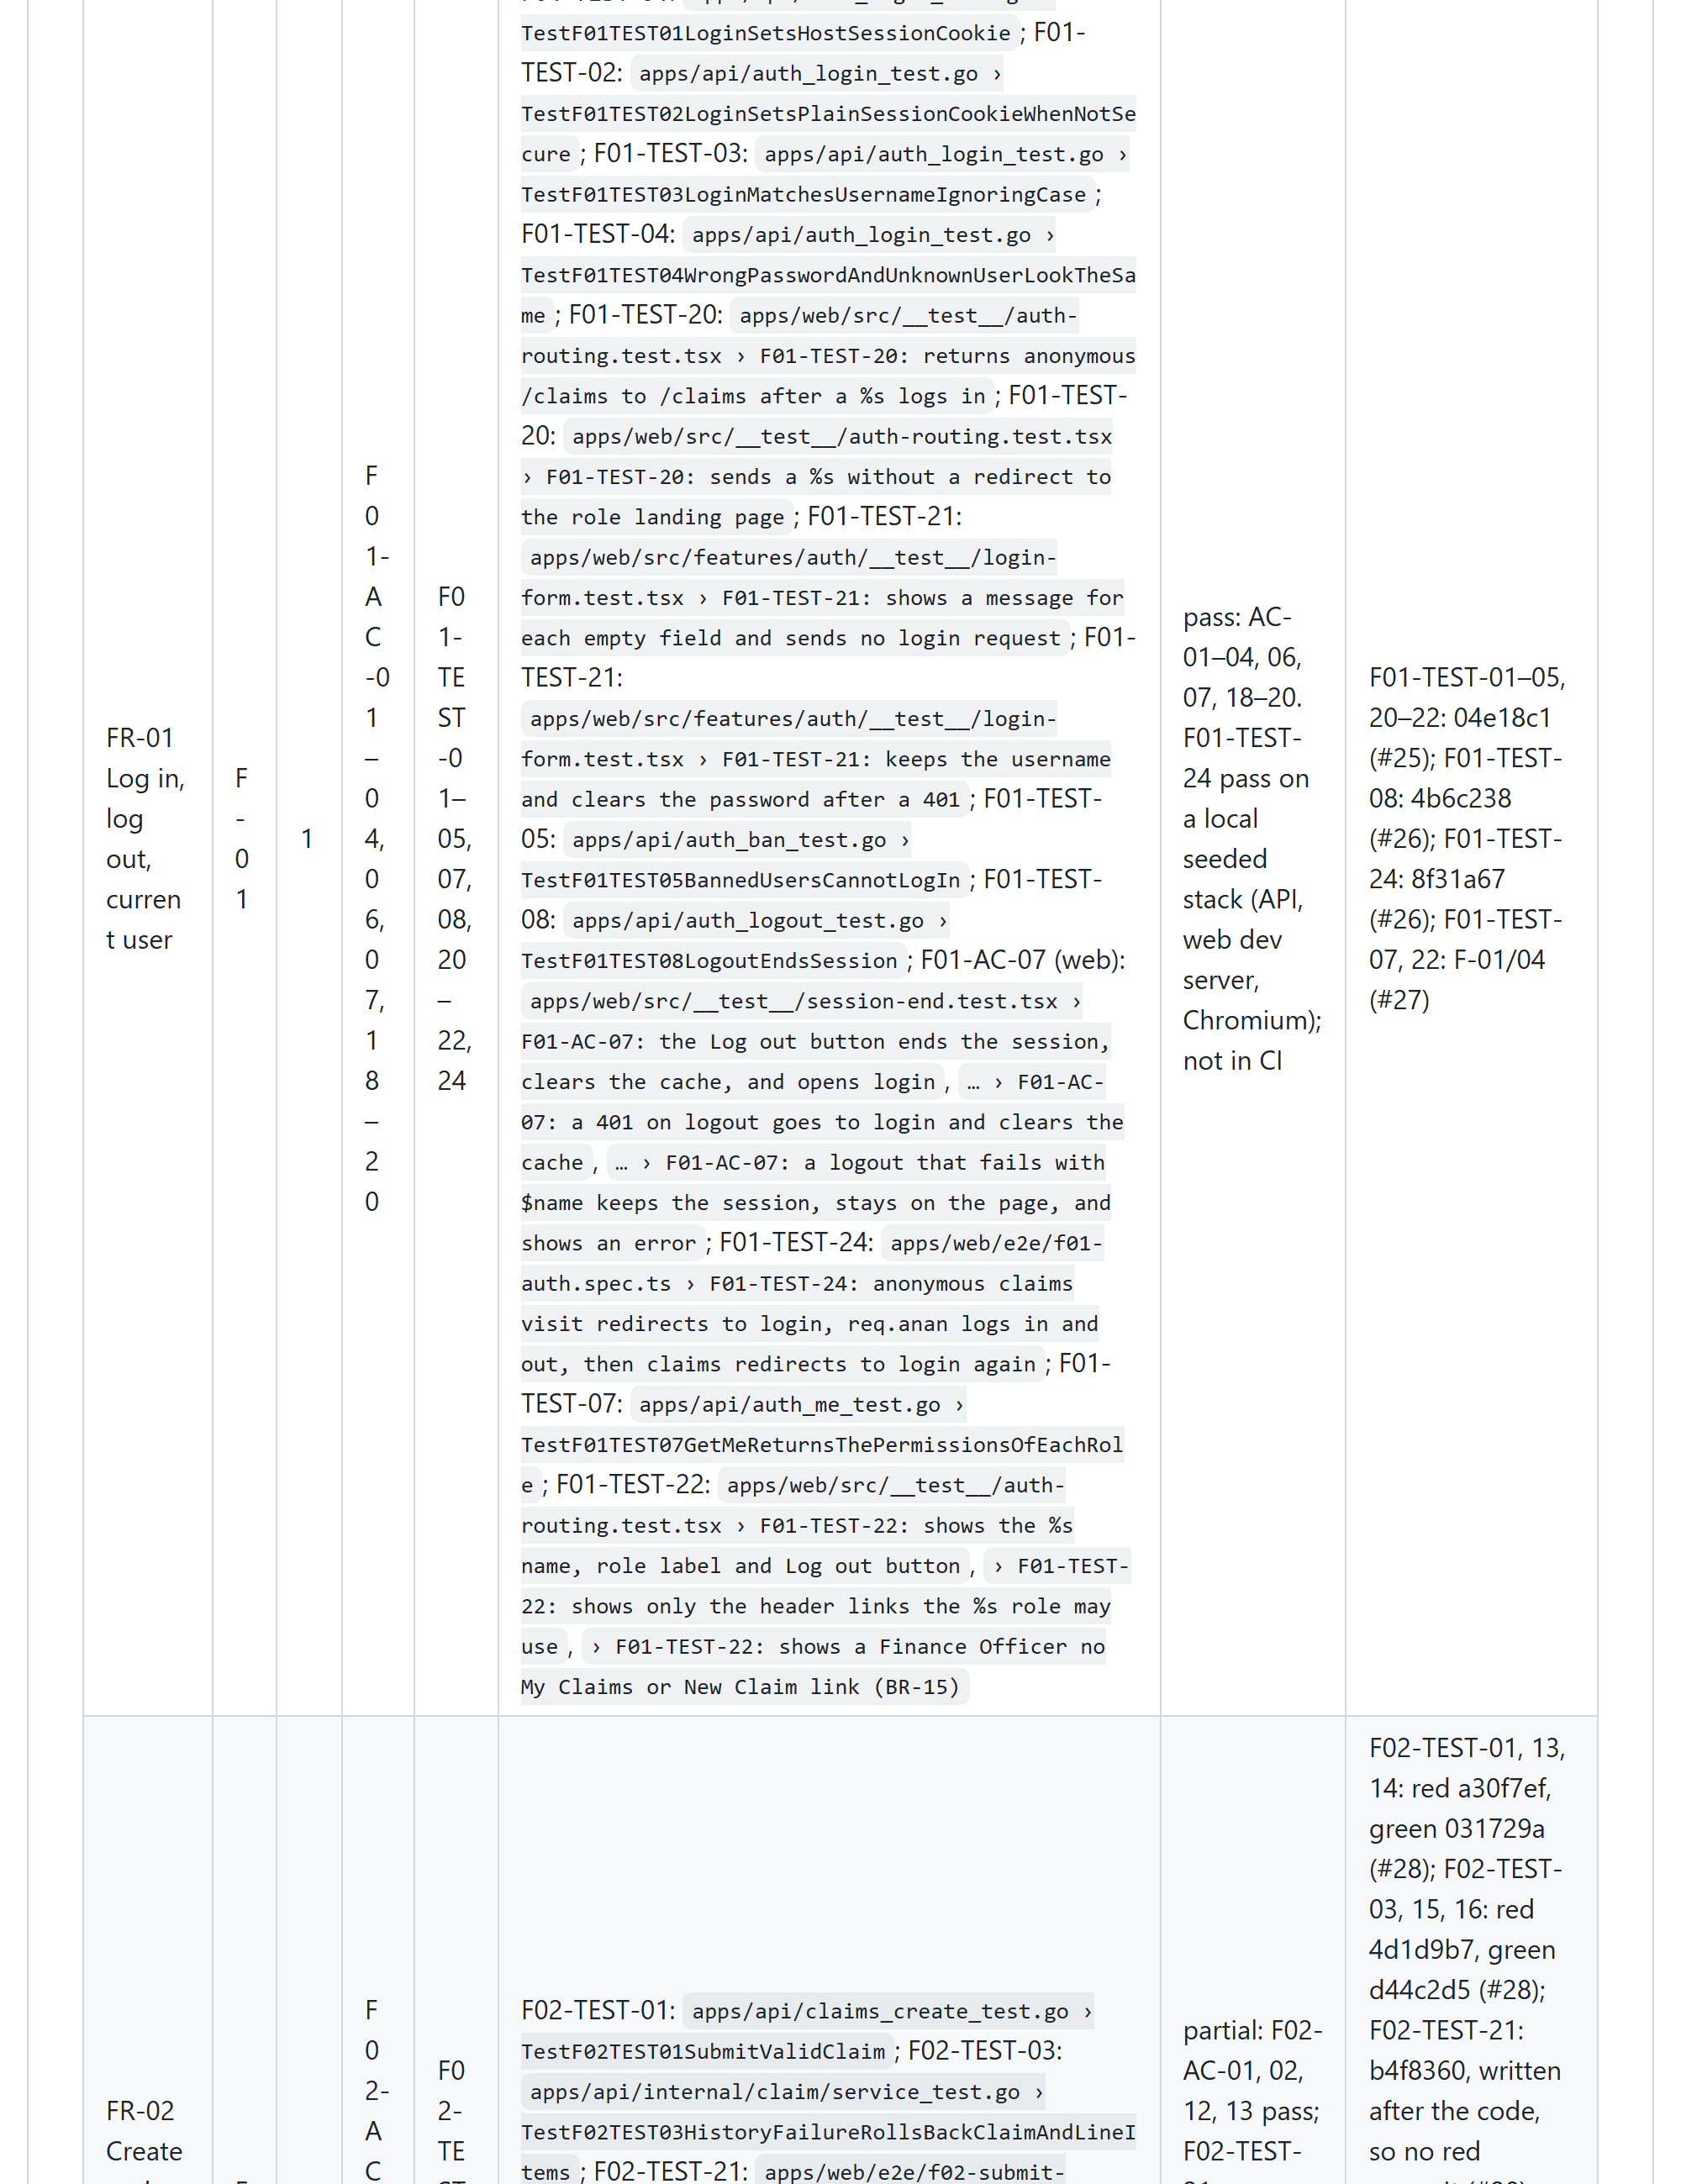 FR-01
Log in,
log
out,
curren
t user
F
-
0
1
1
F
0
1-
A
C
-0
1
–
0
4,
0
6,
0
7,
1
8
–
2
0
F0
1-
TE
ST
-0
1–
05,
07,
08,
20
–
22,
24
TestF01TEST01LoginSetsHostSessionCookie ; F01-
TEST-02: apps/api/auth_login_test.go ›
TestF01TEST02LoginSetsPlainSessionCookieWhenNotSe
cure ; F01-TEST-03: apps/api/auth_login_test.go ›
TestF01TEST03LoginMatchesUsernameIgnoringCase ;
F01-TEST-04: apps/api/auth_login_test.go ›
TestF01TEST04WrongPasswordAndUnknownUserLookTheSa
me ; F01-TEST-20: apps/web/src/__test__/auth-
routing.test.tsx › F01-TEST-20: returns anonymous
/claims to /claims after a %s logs in ; F01-TEST-
20: apps/web/src/__test__/auth-routing.test.tsx
› F01-TEST-20: sends a %s without a redirect to
the role landing page ; F01-TEST-21:
apps/web/src/features/auth/__test__/login-
form.test.tsx › F01-TEST-21: shows a message for
each empty field and sends no login request ; F01-
TEST-21:
apps/web/src/features/auth/__test__/login-
form.test.tsx › F01-TEST-21: keeps the username
and clears the password after a 401 ; F01-TEST-
05: apps/api/auth_ban_test.go ›
TestF01TEST05BannedUsersCannotLogIn ; F01-TEST-
08: apps/api/auth_logout_test.go ›
TestF01TEST08LogoutEndsSession ; F01-AC-07 (web):
apps/web/src/__test__/session-end.test.tsx ›
F01-AC-07: the Log out button ends the session,
clears the cache, and opens login , … › F01-AC-
07: a 401 on logout goes to login and clears the
cache , … › F01-AC-07: a logout that fails with
$name keeps the session, stays on the page, and
shows an error ; F01-TEST-24: apps/web/e2e/f01-
auth.spec.ts › F01-TEST-24: anonymous claims
visit redirects to login, req.anan logs in and
out, then claims redirects to login again ; F01-
TEST-07: apps/api/auth_me_test.go ›
TestF01TEST07GetMeReturnsThePermissionsOfEachRol
e ; F01-TEST-22: apps/web/src/__test__/auth-
routing.test.tsx › F01-TEST-22: shows the %s
name, role label and Log out button , › F01-TEST-
22: shows only the header links the %s role may
use , › F01-TEST-22: shows a Finance Officer no
My Claims or New Claim link (BR-15)
pass: AC-
01–04, 06,
07, 18–20.
F01-TEST-
24 pass on
a local
seeded
stack (API,
web dev
server,
Chromium);
not in CI
F01-TEST-01–05,
20–22: 04e18c1
(#25); F01-TEST-
08: 4b6c238
(#26); F01-TEST-
24: 8f31a67
(#26); F01-TEST-
07, 22: F-01/04
(#27)
FR-02
Create
F
0
2-
A
C
F0
2-
TE
F02-TEST-01: apps/api/claims_create_test.go ›
TestF02TEST01SubmitValidClaim ; F02-TEST-03:
apps/api/internal/claim/service_test.go ›
TestF02TEST03HistoryFailureRollsBackClaimAndLineI
tems ; F02-TEST-21: apps/web/e2e/f02-submit-
partial: F02-
AC-01, 02,
12, 13 pass;
F02-TEST-
F02-TEST-01, 13,
14: red a30f7ef,
green 031729a
(#28); F02-TEST-
03, 15, 16: red
4d1d9b7, green
d44c2d5 (#28);
F02-TEST-21:
b4f8360, written
after the code,
so no red